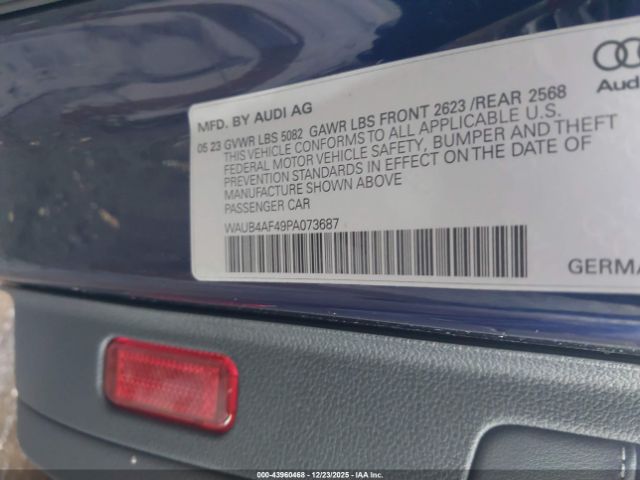 MFD. BY AUDI AG
05 23 GVWR LBS 5082 GAWR LBS FRONT 2623 /REAR 2568
THIS VEHICLE CONFORMS TO ALL APPLICABLE U.S.
FEDERAL MOTOR VEHICLE SAFETY, BUMPER AND THEFT
PREVENTION STANDARDS IN EFFECT ON THE DATE OF
MANUFACTURE SHOWN ABOVE
PASSENGER CAR
WAUB4AF49PA073687
Audi
GERMA
00-43960468 - 12/23/2025 - IAA Inc.